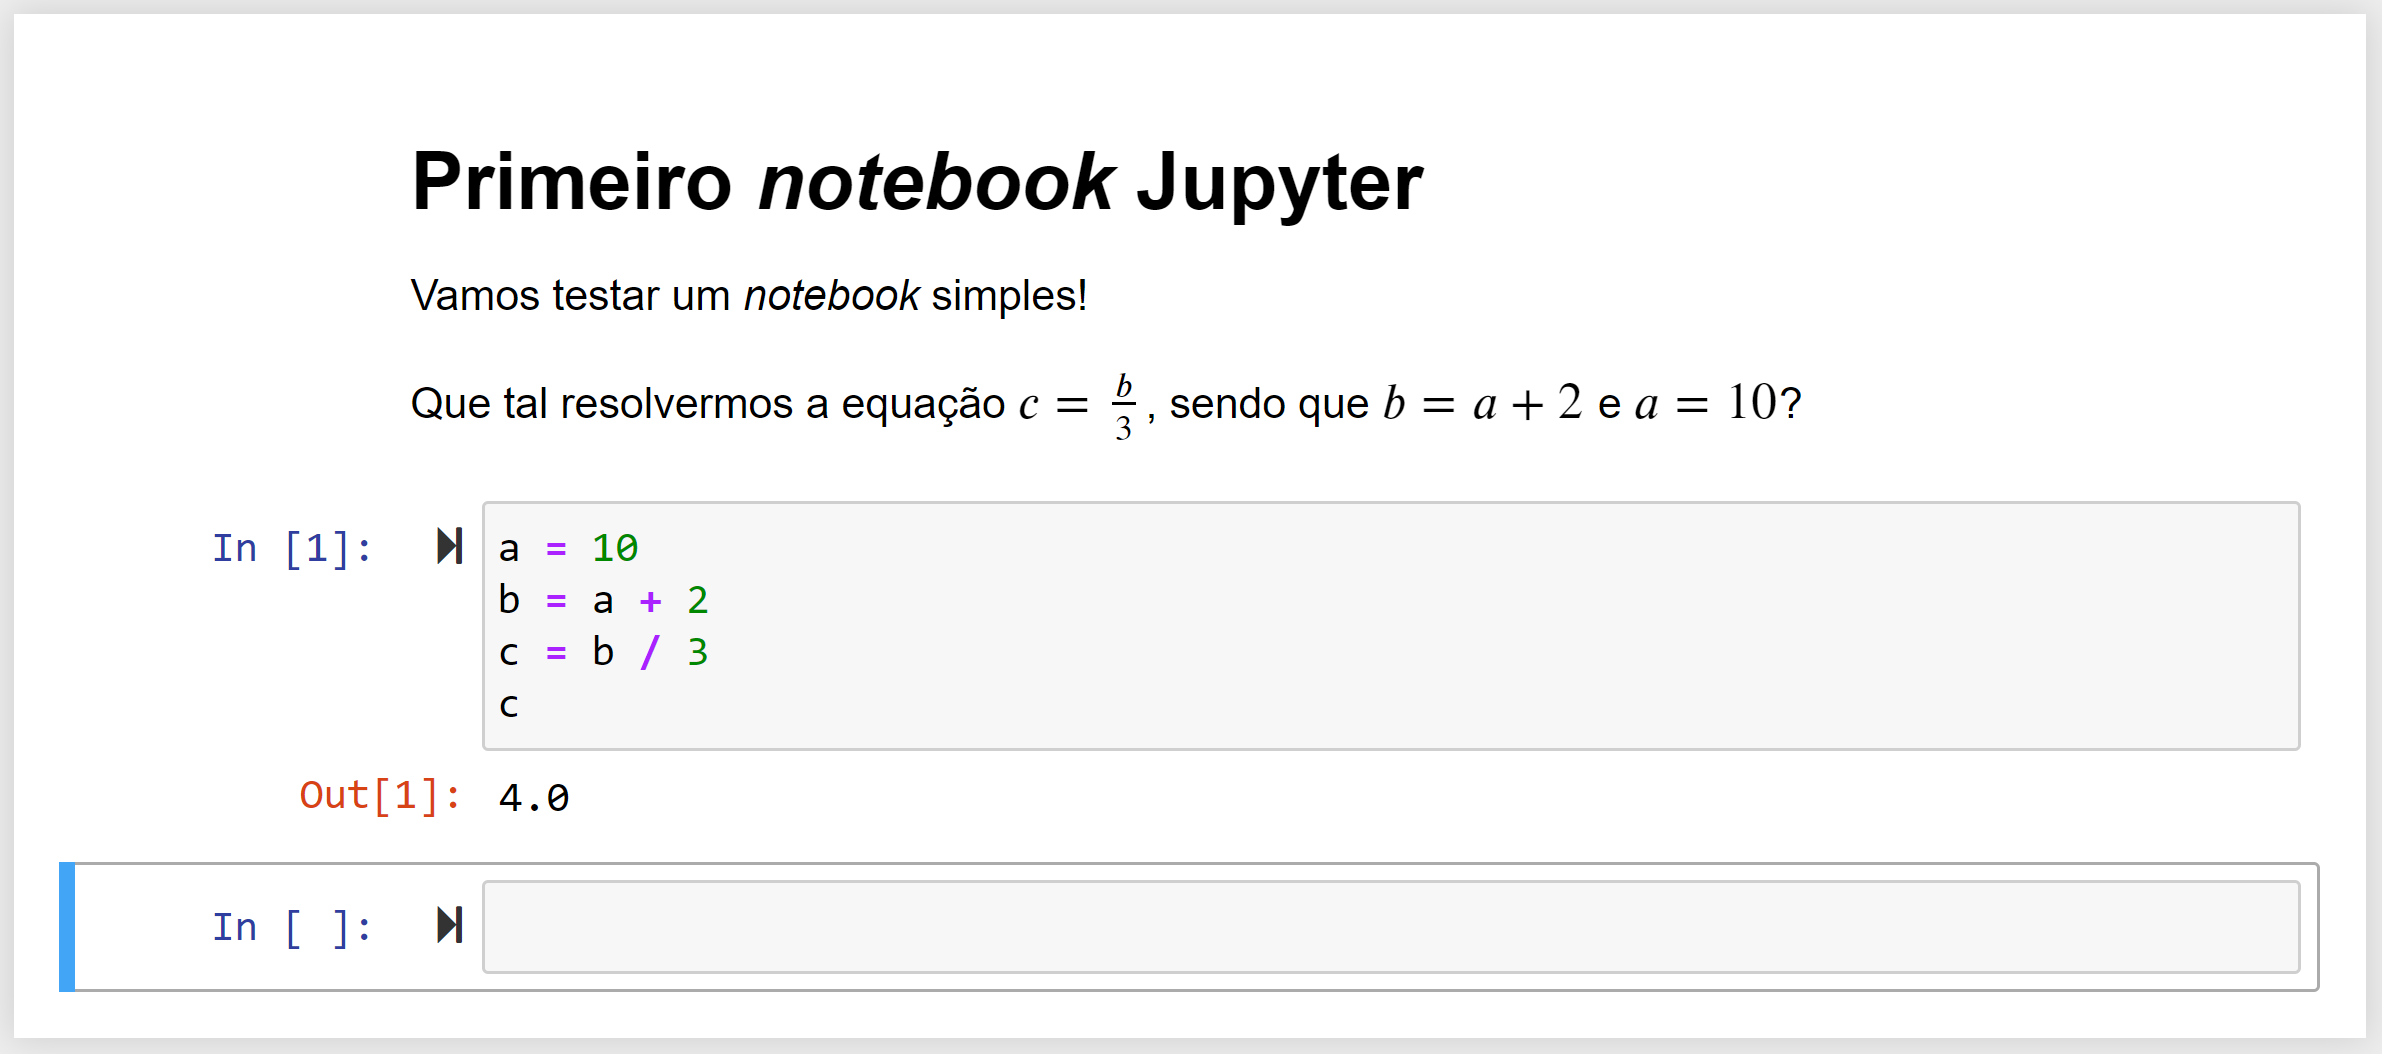 Primeiro notebook Jupyter
Vamos testar um notebook simples!
Que tal resolvermos a equação c = b/3, sendo que b = a + 2 e a = 10?
In [1]:
a = 10
b = a + 2
c = b / 3
c
Out[1]: 4.0
In [ ]: